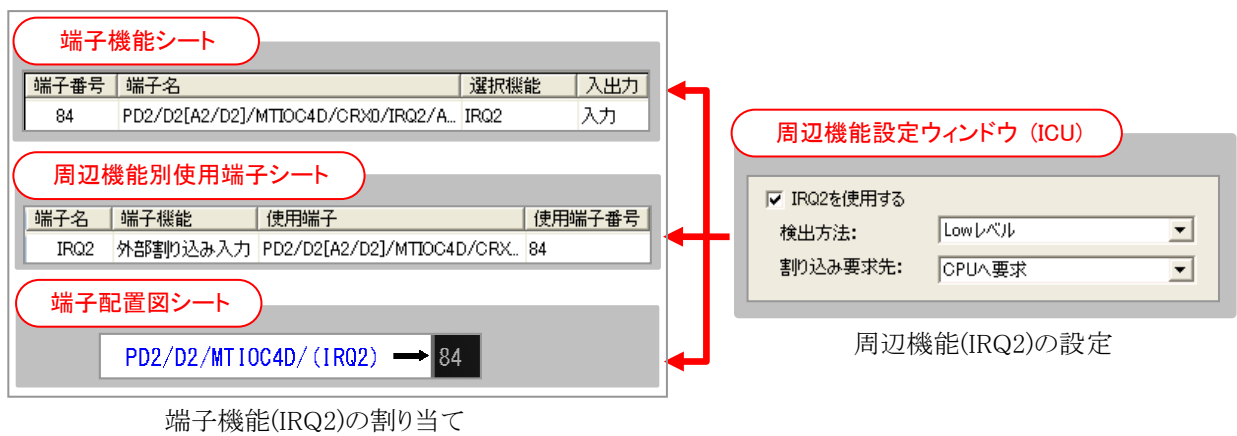 端子機能シート
端子番号 端子名 選択機能 入出力
84 PD2/D2[A2/D2]/MTIOC4D/CRX0/IRQ2/A... IRQ2 入力
周辺機能別使用端子シート
端子名 端子機能 使用端子 使用端子番号
IRQ2 外部割り込み入力 PD2/D2[A2/D2]/MTIOC4D/CRX... 84
端子配置図シート
PD2/D2/MTIOC4D/(IRQ2) 84
端子機能(IRQ2)の割り当て
周辺機能設定ウィンドウ (ICU)
IRQ2を使用する
検出方法: Lowレベル
割り込み要求先: CPUへ要求
周辺機能(IRQ2)の設定